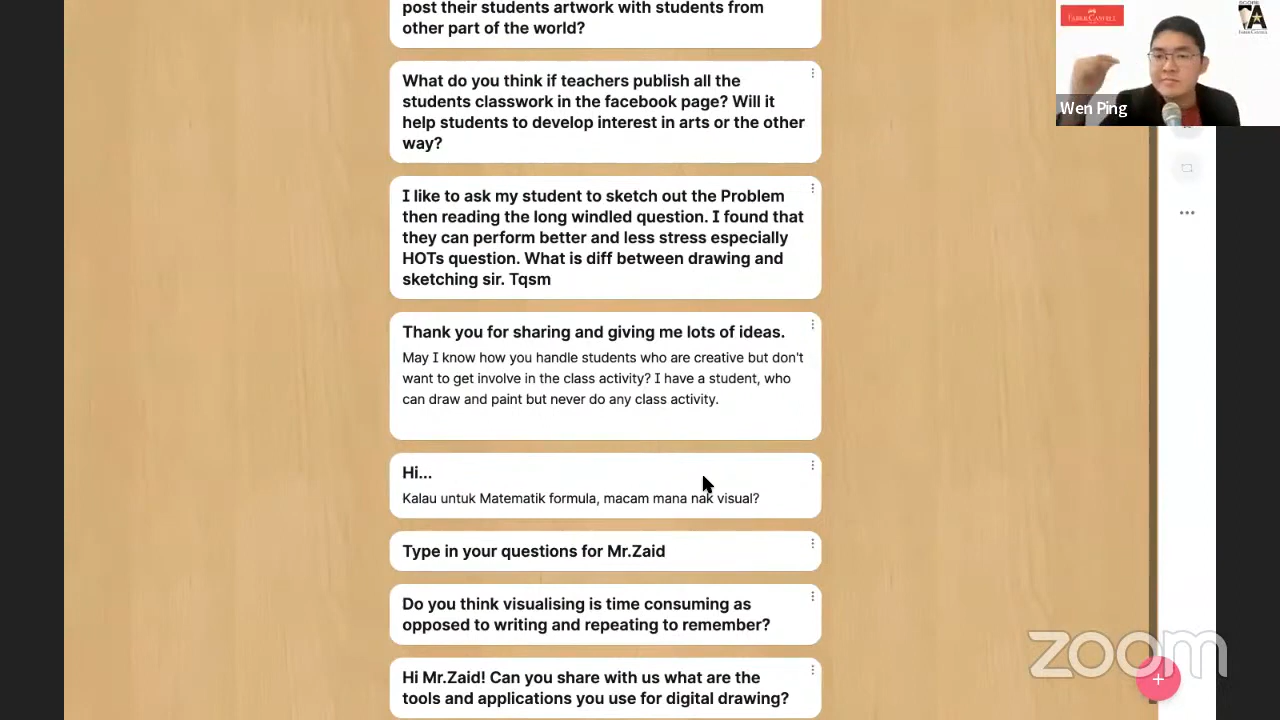 post their students artwork with students from
other part of the world?
What do you think if teachers publish all the
students classwork in the facebook page? Will it
help students to develop interest in arts or the other
way?
I like to ask my student to sketch out the Problem
then reading the long windled question. I found that
they can perform better and less stress especially
HOTs question. What is diff between drawing and
sketching sir. Tqsm
Thank you for sharing and giving me lots of ideas.
May I know how you handle students who are creative but don't
want to get involve in the class activity? I have a student, who
can draw and paint but never do any class activity.
Hi...
Kalau untuk Matematik formula, macam mana nak visual?
Type in your questions for Mr.Zaid
Do you think visualising is time consuming as
opposed to writing and repeating to remember?
Hi Mr.Zaid! Can you share with us what are the
tools and applications you use for digital drawing?
FABER-CASTELL
Wen Ping
zoom